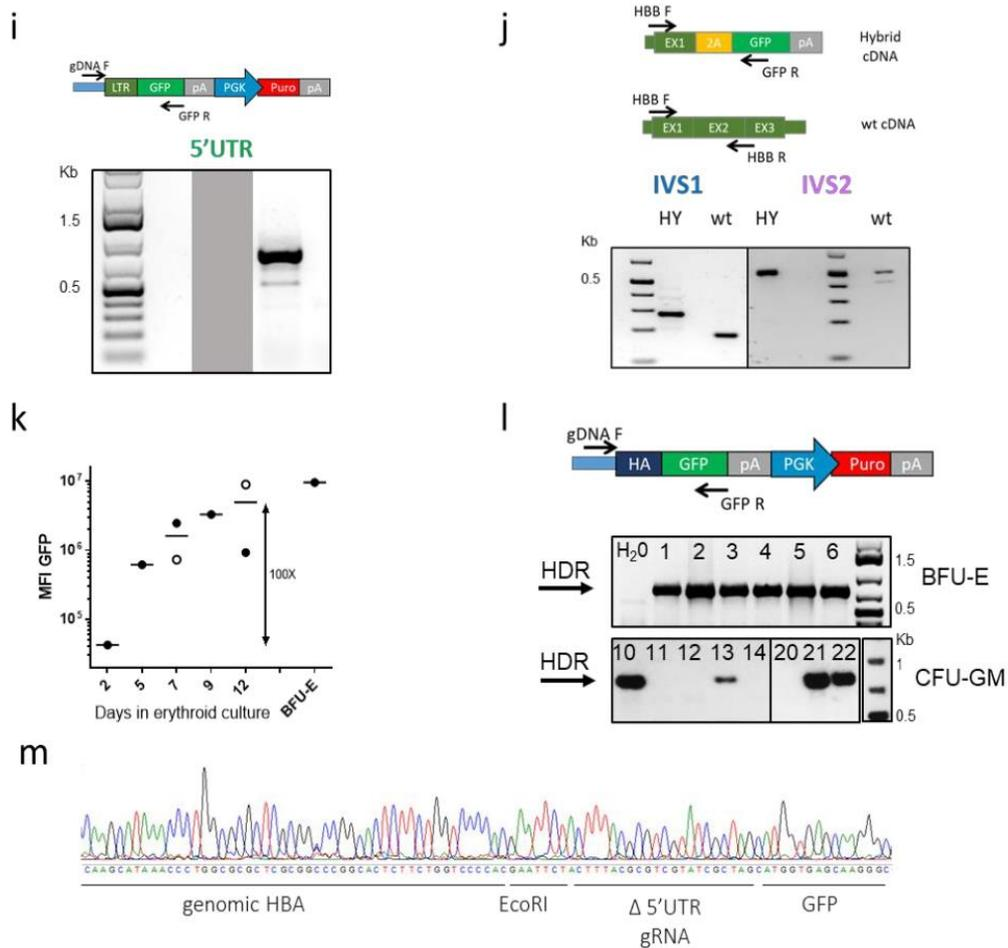 i
gDNA F
LTR GFP pA PGK Puro pA
GFP R
5'UTR
Kb
1.5
0.5
j
HBB F
EX1 2A GFP pA
Hybrid
cDNA
GFP R
HBB F
EX1 EX2 EX3
wt cDNA
HBB R
IVS1 IVS2
HY wt HY wt
Kb
0.5
k
MFI GFP
10⁷
10⁶
10⁵
100X
2 5 7 9 12 BFU-E
Days in erythroid culture
l
gDNA F
HA GFP pA PGK Puro pA
GFP R
H₂0 1 2 3 4 5 6
HDR
1.5
0.5
BFU-E
Kb
10 11 12 13 14 20 21 22
HDR
1
0.5
CFU-GM
m
CAAGCATAAACCCTGGCGCGCTCGCGGCCCGGCACTCTTCTGGTCCCCACGAATTCTACTTTACGCGTCGTATCGCTAGCATGGTGAGCAAGGGC
genomic HBA EcoRI Δ 5'UTR GFP
gRNA